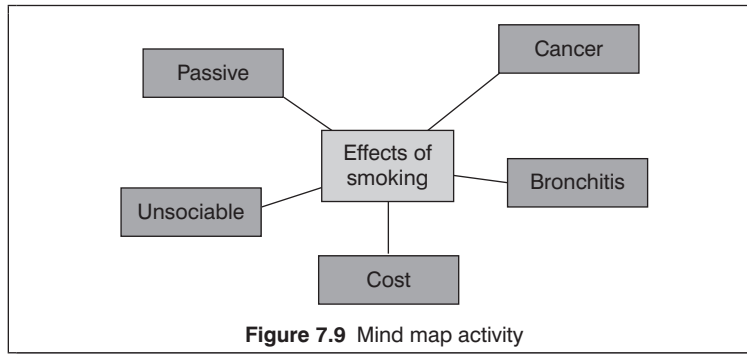 Passive
Cancer
Effects of
smoking
Bronchitis
Unsociable
Cost
Figure 7.9 Mind map activity